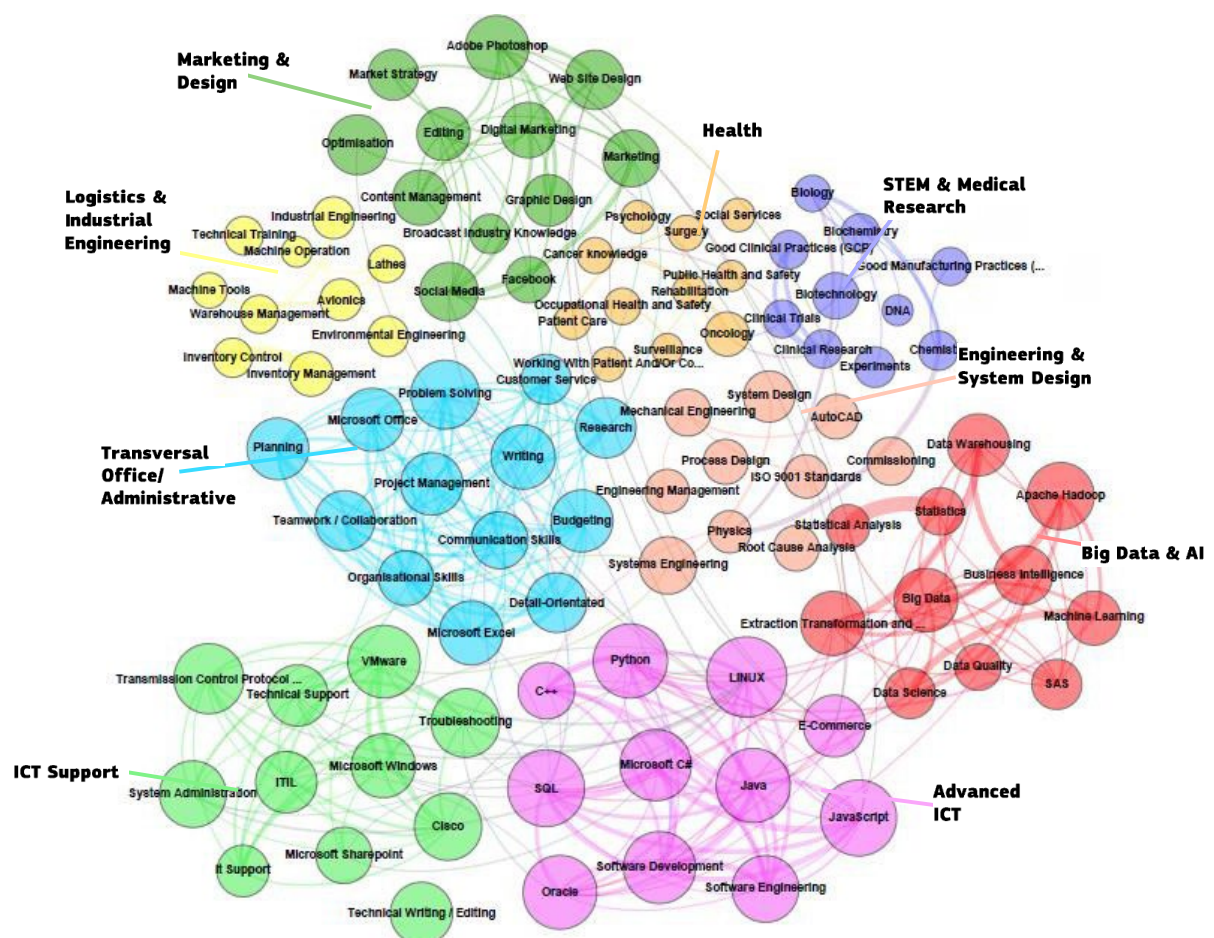 Marketing &
Design
Adobe Photoshop
Market Strategy
Web Site Design
Optimisation
Editing
Digital Marketing
Marketing
Content Management
Graphic Design
Broadcast Industry Knowledge
Social Media
Facebook
Logistics &
Industrial
Engineering
Industrial Engineering
Technical Training
Machine Operation
Lathes
Machine Tools
Avionics
Warehouse Management
Environmental Engineering
Inventory Control
Inventory Management
Health
Psychology
Social Services
Surgery
Cancer knowledge
Public Health and Safety
Rehabilitation
Occupational Health and Safety
Patient Care
Oncology
Surveillance
Working With Patient And/Or Co...
STEM & Medical
Research
Biology
Biochemistry
Good Clinical Practices (GCP)
Good Manufacturing Practices (...
Biotechnology
DNA
Clinical Trials
Clinical Research
Chemist
Experiments
Engineering &
System Design
System Design
Mechanical Engineering
AutoCAD
Process Design
Commissioning
ISO 9001 Standards
Engineering Management
Physics
Root Cause Analysis
Systems Engineering
Transversal
Office/
Administrative
Customer Service
Problem Solving
Microsoft Office
Research
Planning
Writing
Project Management
Teamwork / Collaboration
Budgeting
Communication Skills
Organisational Skills
Detail-Orientated
Microsoft Excel
Big Data & AI
Data Warehousing
Apache Hadoop
Statistics
Statistical Analysis
Business Intelligence
Big Data
Machine Learning
Extraction Transformation and ...
Data Quality
Data Science
SAS
ICT Support
VMware
Transmission Control Protocol ...
Technical Support
Troubleshooting
Microsoft Windows
ITIL
System Administration
Cisco
Microsoft Sharepoint
It Support
Technical Writing / Editing
Advanced
ICT
Python
LINUX
C++
E-Commerce
Microsoft C#
SQL
Java
JavaScript
Software Development
Software Engineering
Oracle